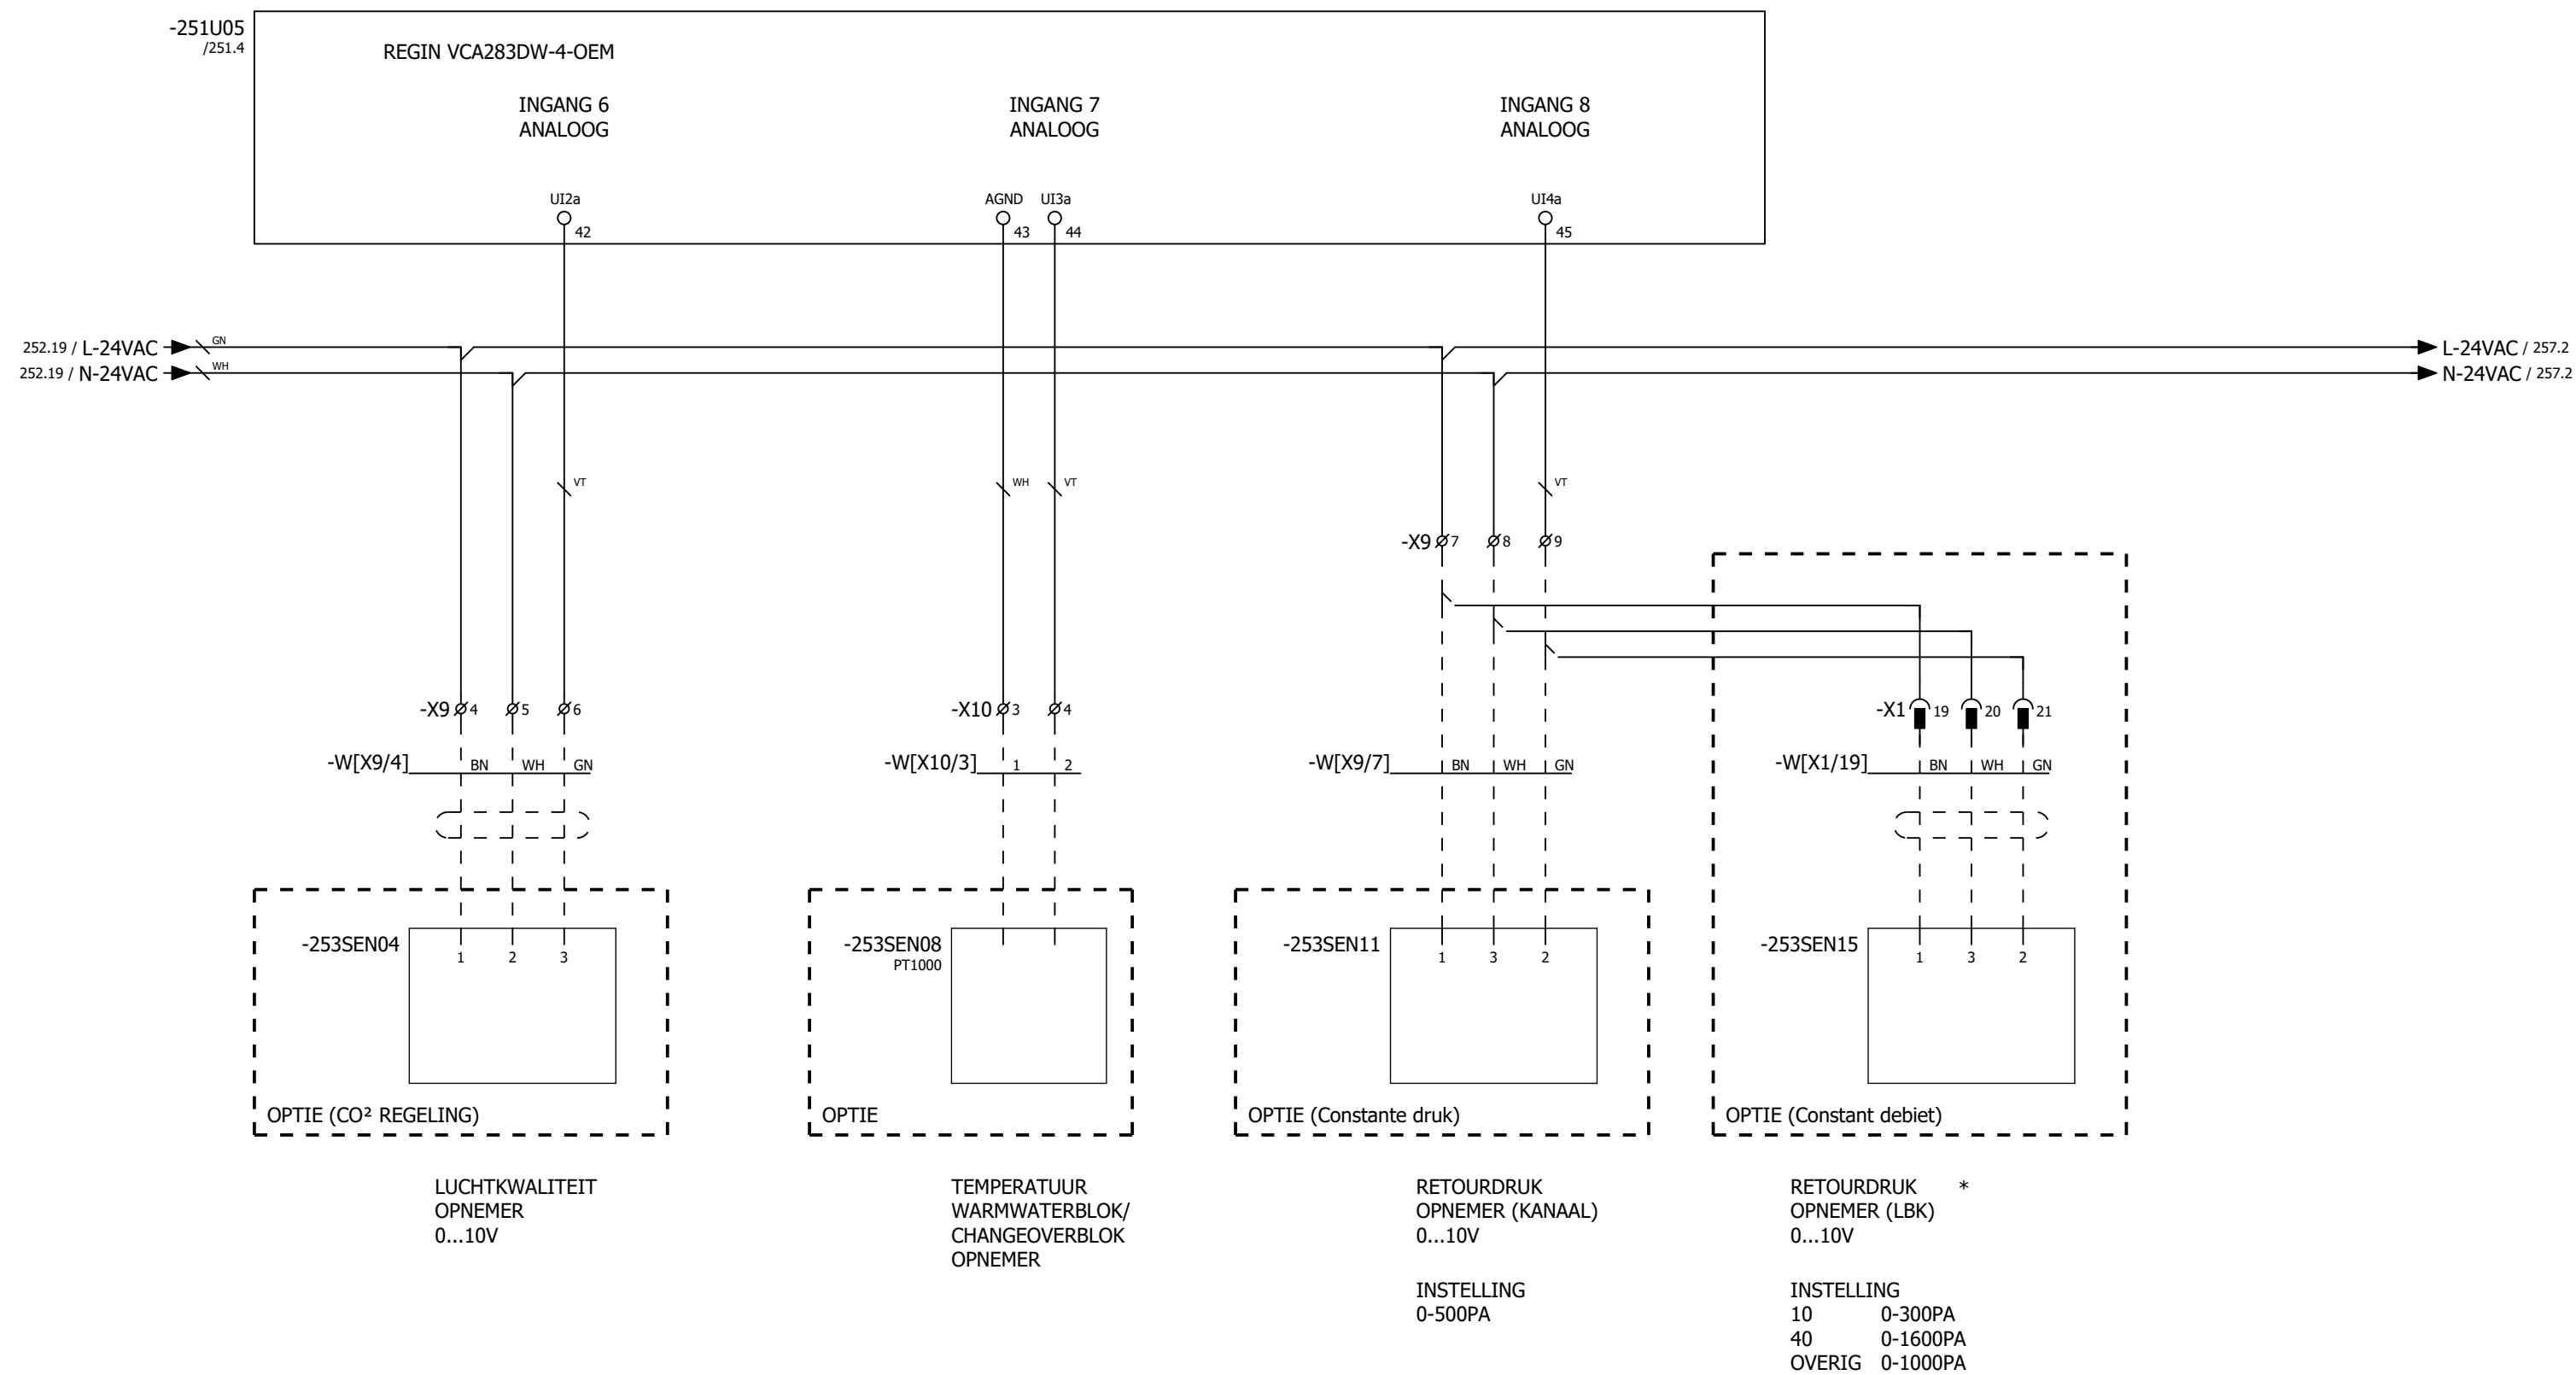 -251U05
/251.4
REGIN VCA283DW-4-OEM
INGANG 6
ANALOOG
INGANG 7
ANALOOG
INGANG 8
ANALOOG
UI2a
AGND UI3a
UI4a
42
43 44
45
252.19 / L-24VAC
GN
L-24VAC / 257.2
252.19 / N-24VAC
WH
N-24VAC / 257.2
VT
WH VT
VT
-X9 7 8 9
-X9 4 5 6
-X10 3 4
-X1 19 20 21
-W[X9/4] BN WH GN
-W[X10/3] 1 2
-W[X9/7] BN WH GN
-W[X1/19] BN WH GN
-253SEN04
1 2 3
-253SEN08
PT1000
-253SEN11
1 3 2
-253SEN15
1 3 2
OPTIE (CO² REGELING)
OPTIE
OPTIE (Constante druk)
OPTIE (Constant debiet)
LUCHTKWALITEIT
OPNEMER
0...10V
TEMPERATUUR
WARMWATERBLOK/
CHANGEOVERBLOK
OPNEMER
RETOURDRUK
OPNEMER (KANAAL)
0...10V
INSTELLING
0-500PA
RETOURDRUK *
OPNEMER (LBK)
0...10V
INSTELLING
10 0-300PA
40 0-1600PA
OVERIG 0-1000PA